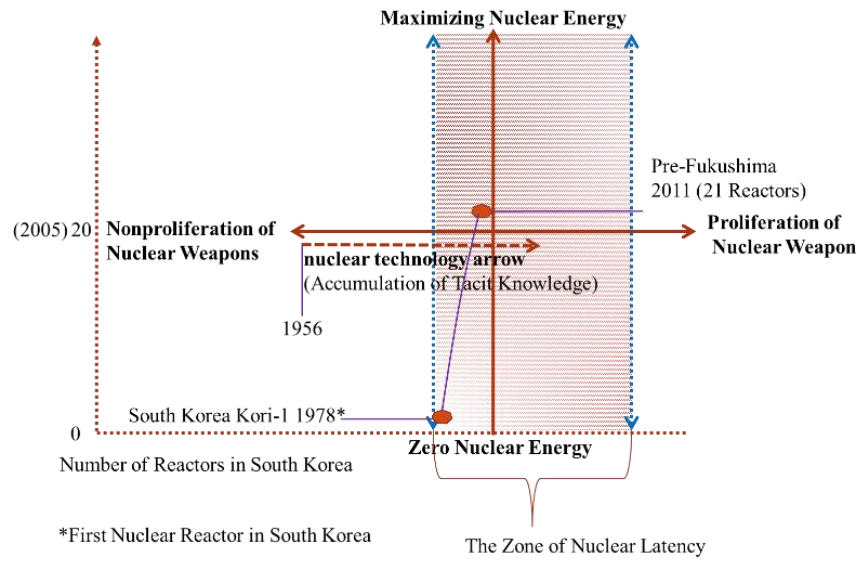 Maximizing Nuclear Energy
Pre-Fukushima
2011 (21 Reactors)
(2005) 20
Nonproliferation of
Nuclear Weapons
Proliferation of
Nuclear Weapon
nuclear technology arrow
(Accumulation of Tacit Knowledge)
1956
South Korea Kori-1 1978*
0
Zero Nuclear Energy
Number of Reactors in South Korea
*First Nuclear Reactor in South Korea
The Zone of Nuclear Latency